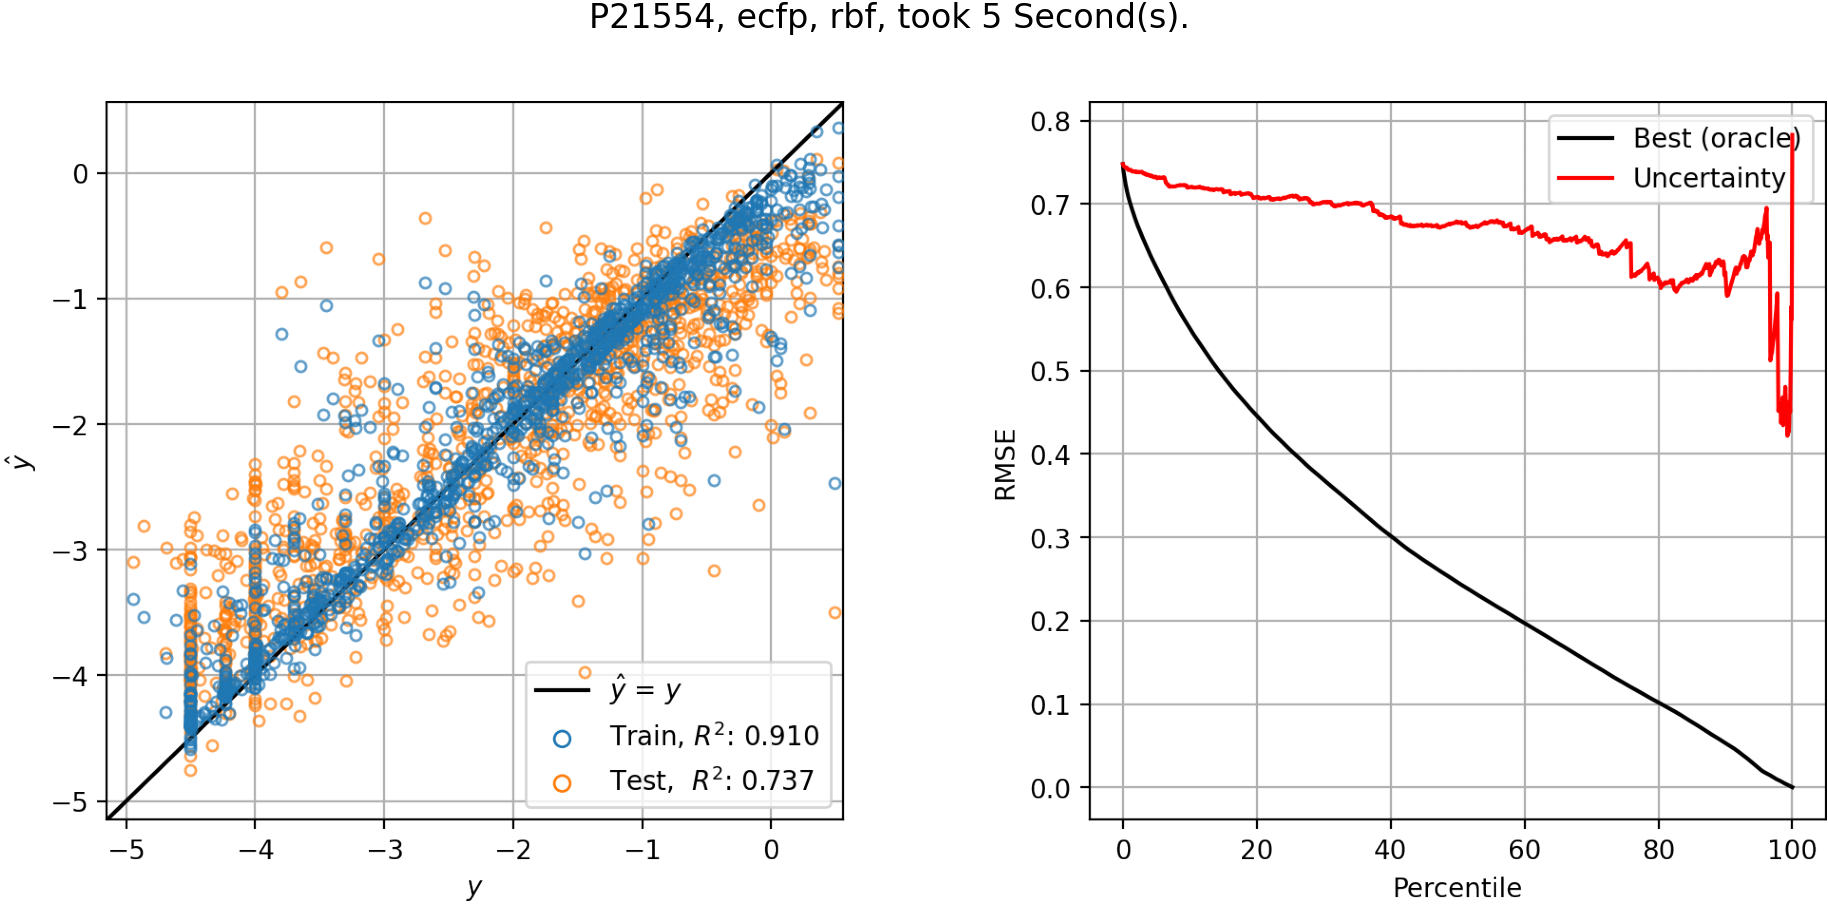 P21554, ecfp, rbf, took 5 Second(s).
0
−1
−2
−3
−4
−5
ŷ
−5 −4 −3 −2 −1 0
y
ŷ = y
Train, R²: 0.910
Test, R²: 0.737
0.8
0.7
0.6
0.5
0.4
0.3
0.2
0.1
0.0
RMSE
0 20 40 60 80 100
Percentile
Best (oracle)
Uncertainty